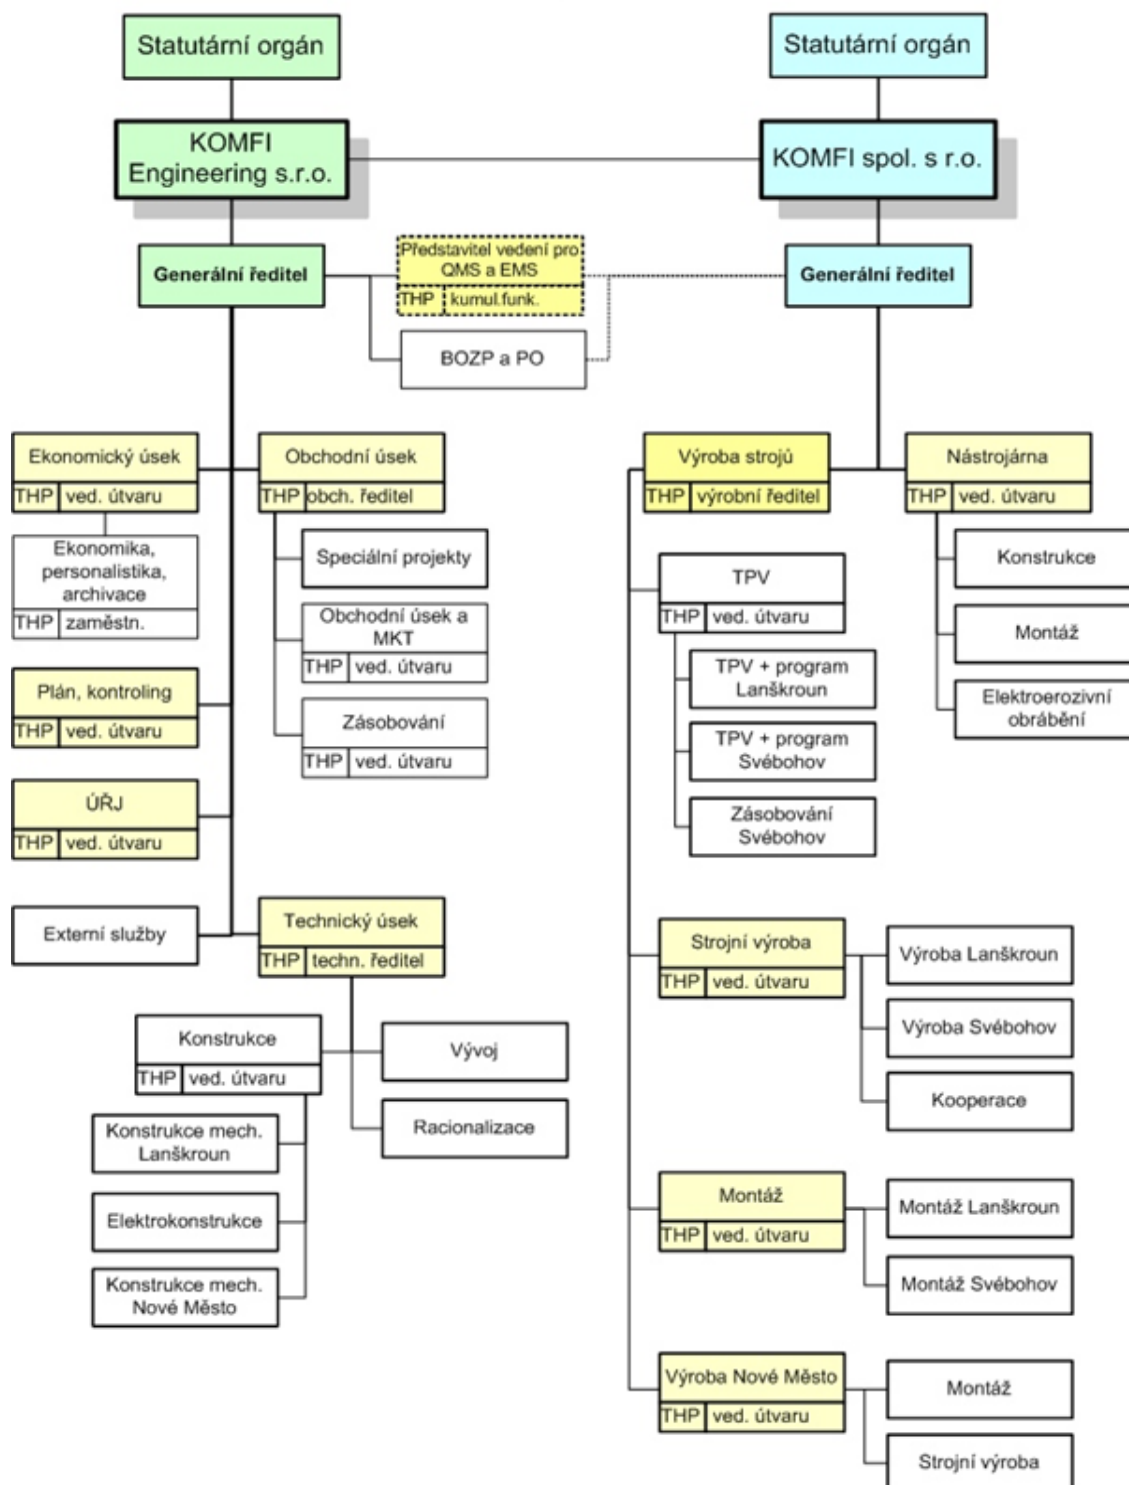 Statutární orgán
Statutární orgán
KOMFI
Engineering s.r.o.
KOMFI spol. s r.o.
Generální ředitel
Představitel vedení pro
QMS a EMS
THP kumul.funk.
Generální ředitel
BOZP a PO
Ekonomický úsek
THP ved. útvaru
Ekonomika,
personalistika,
archivace
THP zaměstn.
Plán, kontroling
THP ved. útvaru
ÚŘJ
THP ved. útvaru
Externí služby
Obchodní úsek
THP obch. ředitel
Speciální projekty
Obchodní úsek a
MKT
THP ved. útvaru
Zásobování
THP ved. útvaru
Technický úsek
THP techn. ředitel
Konstrukce
THP ved. útvaru
Konstrukce mech.
Lanškroun
Elektrokonstrukce
Konstrukce mech.
Nové Město
Vývoj
Racionalizace
Výroba strojů
THP výrobní ředitel
TPV
THP ved. útvaru
TPV + program
Lanškroun
TPV + program
Svébohov
Zásobování
Svébohov
Strojní výroba
THP ved. útvaru
Výroba Lanškroun
Výroba Svébohov
Kooperace
Montáž
THP ved. útvaru
Montáž Lanškroun
Montáž Svébohov
Výroba Nové Město
THP ved. útvaru
Montáž
Strojní výroba
Nástrojárna
THP ved. útvaru
Konstrukce
Montáž
Elektroerozivní
obrábění